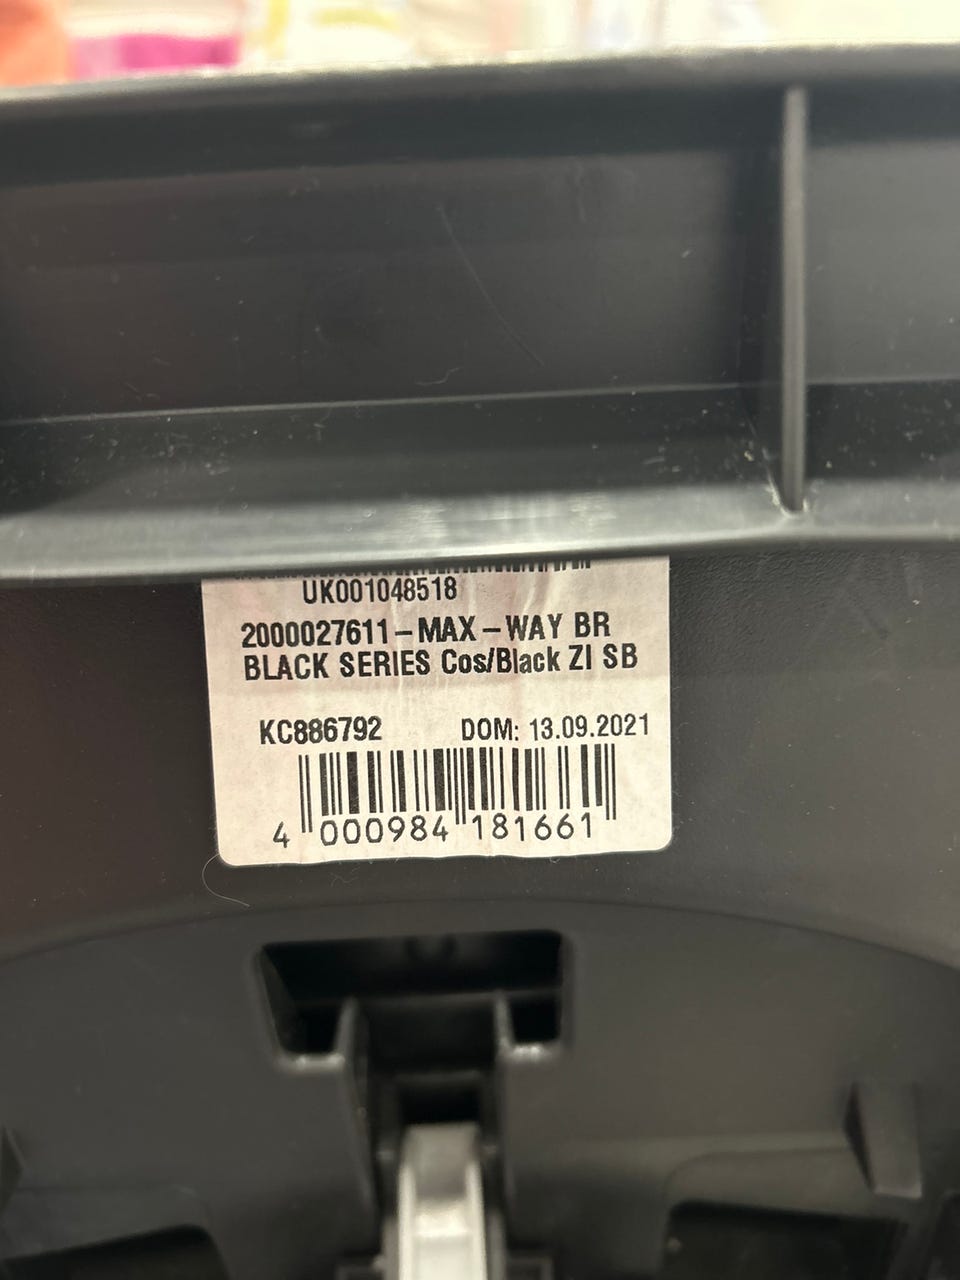 UK001048518
2000027611-MAX-WAY BR
BLACK SERIES Cos/Black ZI SB
KC886792 DOM: 13.09.2021
4 000984 181661